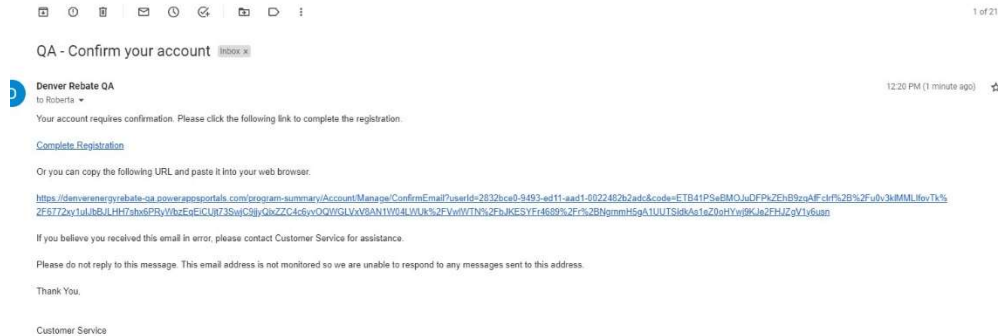 1 of 21
QA - Confirm your account Inbox x
Denver Rebate QA
12:20 PM (1 minute ago)
to Roberta
Your account requires confirmation. Please click the following link to complete the registration.
Complete Registration
Or you can copy the following URL and paste it into your web browser.
If you believe you received this email in error, please contact Customer Service for assistance.
Please do not reply to this message. This email address is not monitored so we are unable to respond to any messages sent to this address.
Thank You,
Customer Service